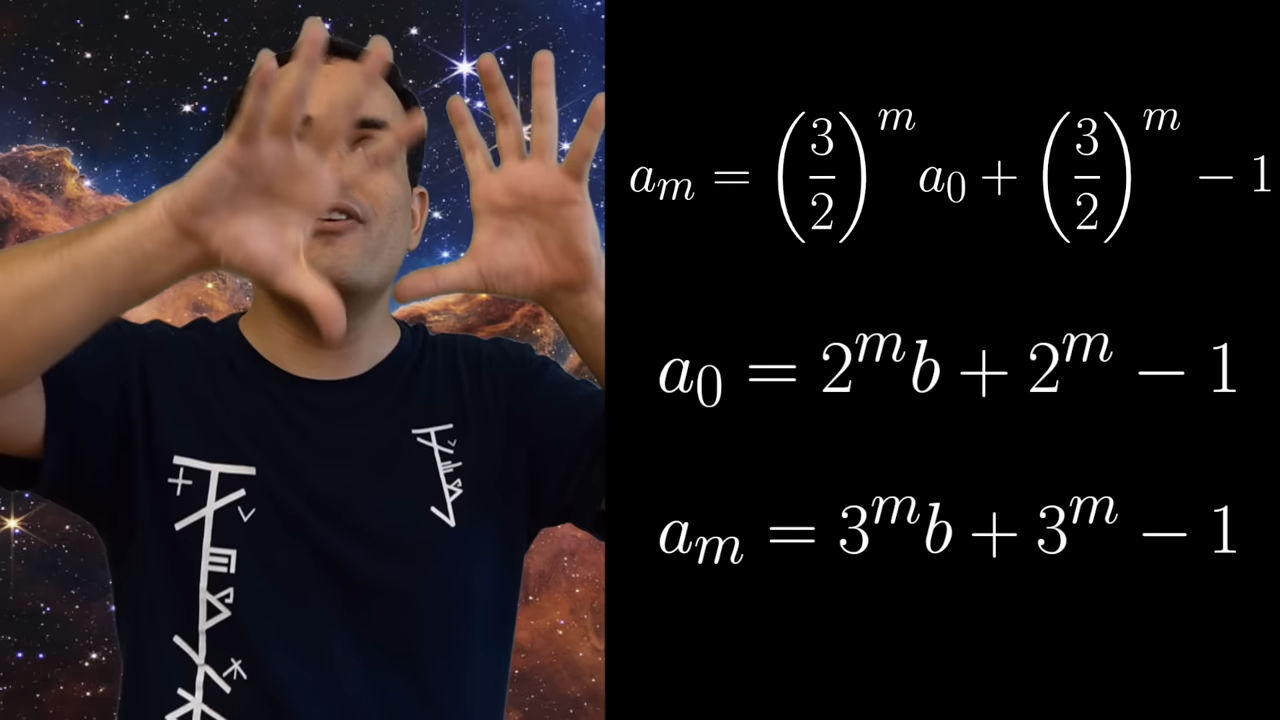 a_m = (3/2)^m a_0 + (3/2)^m − 1
a_0 = 2^m b + 2^m − 1
a_m = 3^m b + 3^m − 1